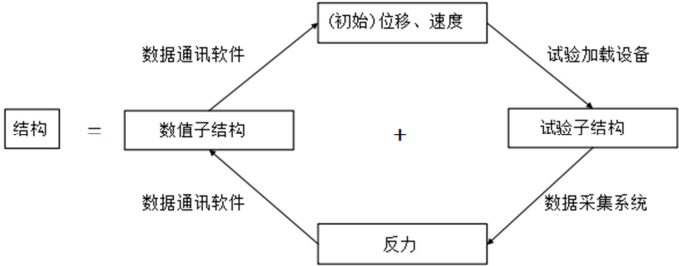 (初始)位移、速度
数据通讯软件
试验加载设备
结构
=
数值子结构
+
试验子结构
数据通讯软件
数据采集系统
反力